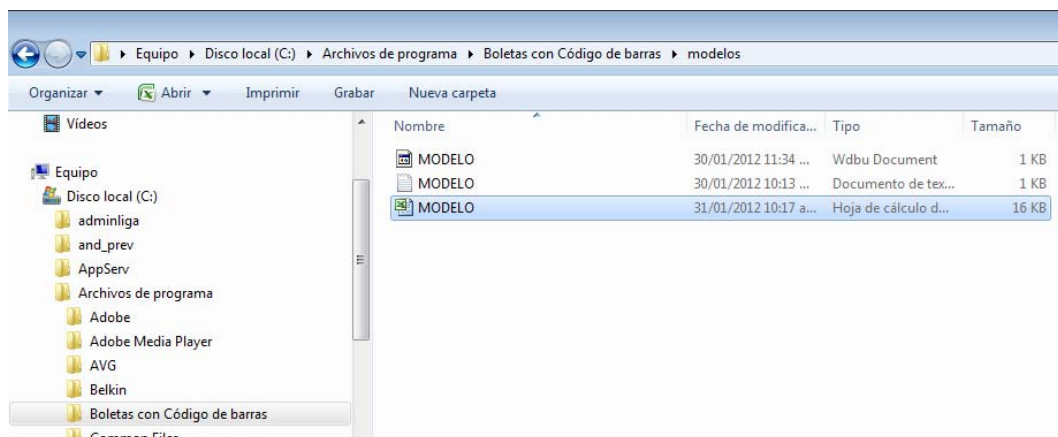 Equipo ▸ Disco local (C:) ▸ Archivos de programa ▸ Boletas con Código de barras ▸ modelos
Organizar Abrir Imprimir Grabar Nueva carpeta
Vídeos
Equipo
Disco local (C:)
adminliga
and_prev
AppServ
Archivos de programa
Adobe
Adobe Media Player
AVG
Belkin
Boletas con Código de barras
Common Files
Nombre Fecha de modifica... Tipo Tamaño
MODELO 30/01/2012 11:34 ... Wdbu Document 1 KB
MODELO 30/01/2012 10:13 ... Documento de tex... 1 KB
MODELO 31/01/2012 10:17 a... Hoja de cálculo d... 16 KB